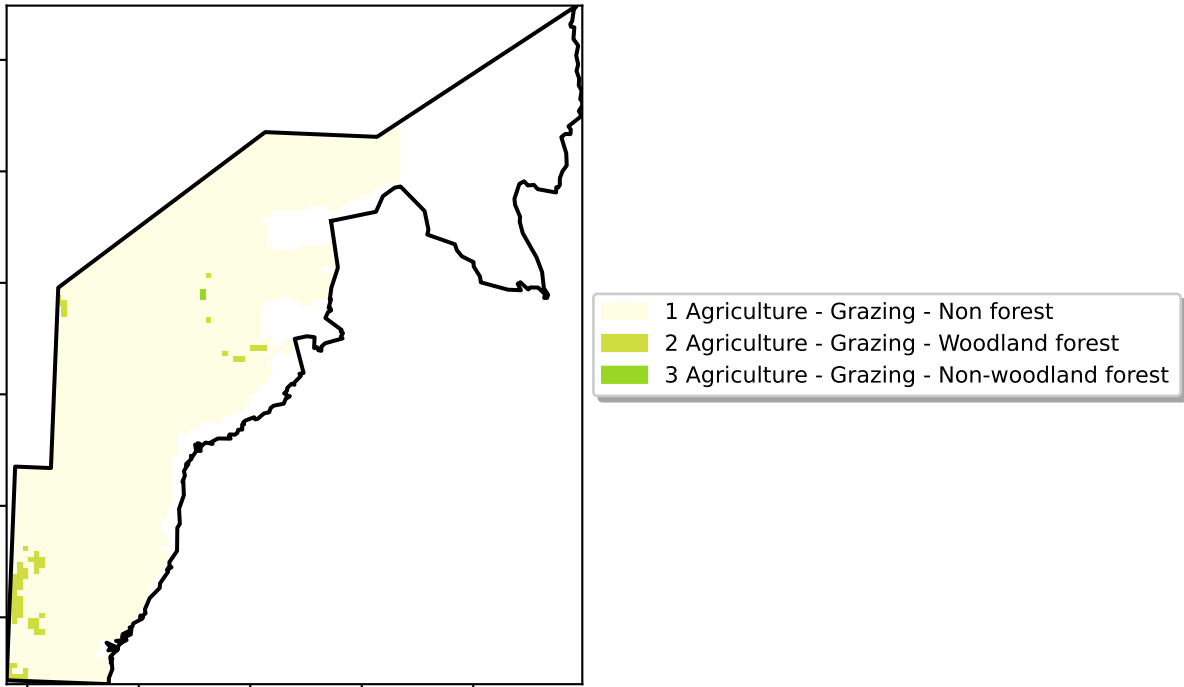 1 Agriculture - Grazing - Non forest
2 Agriculture - Grazing - Woodland forest
3 Agriculture - Grazing - Non-woodland forest